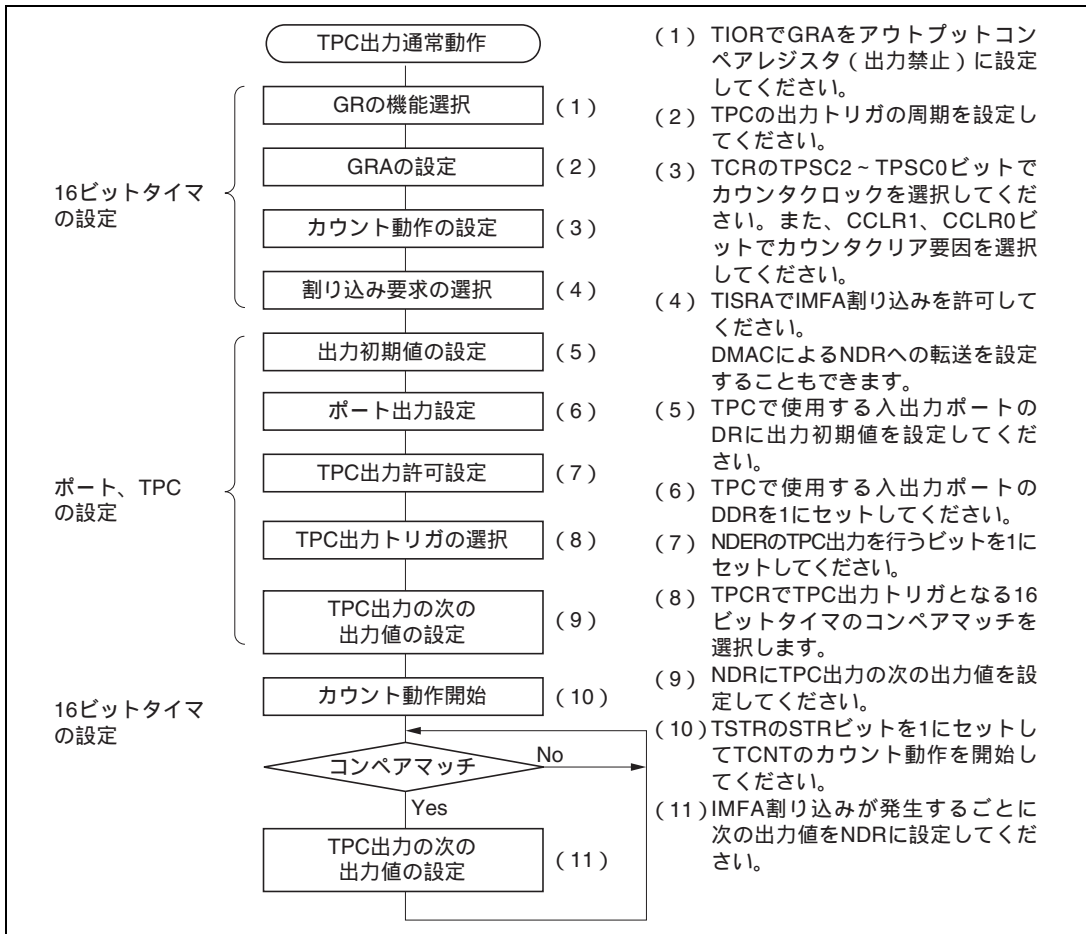 TPC出力通常動作
16ビットタイマ
の設定
GRの機能選択
(1)
GRAの設定
(2)
カウント動作の設定
(3)
割り込み要求の選択
(4)
ポート、TPC
の設定
出力初期値の設定
(5)
ポート出力設定
(6)
TPC出力許可設定
(7)
TPC出力トリガの選択
(8)
TPC出力の次の
出力値の設定
(9)
16ビットタイマ
の設定
カウント動作開始
(10)
コンペアマッチ
No
Yes
TPC出力の次の
出力値の設定
(11)
(1) TIORでGRAをアウトプットコン
ペアレジスタ(出力禁止)に設定
してください。
(2) TPCの出力トリガの周期を設定し
てください。
(3) TCRのTPSC2~TPSC0ビットで
カウンタクロックを選択してくだ
さい。また、CCLR1、CCLR0ビ
ットでカウンタクリア要因を選択
してください。
(4) TISRAでIMFA割り込みを許可して
ください。
DMACによるNDRへの転送を設定
することもできます。
(5) TPCで使用する入出力ポートの
DRに出力初期値を設定してくだ
さい。
(6) TPCで使用する入出力ポートの
DDRを1にセットしてください。
(7) NDERのTPC出力を行うビットを1に
セットしてください。
(8) TPCRでTPC出力トリガとなる16
ビットタイマのコンペアマッチを
選択します。
(9) NDRにTPC出力の次の出力値を設
定してください。
(10)TSTRのSTRビットを1にセットし
てTCNTのカウント動作を開始し
てください。
(11)IMFA割り込みが発生するごとに
次の出力値をNDRに設定してくだ
さい。